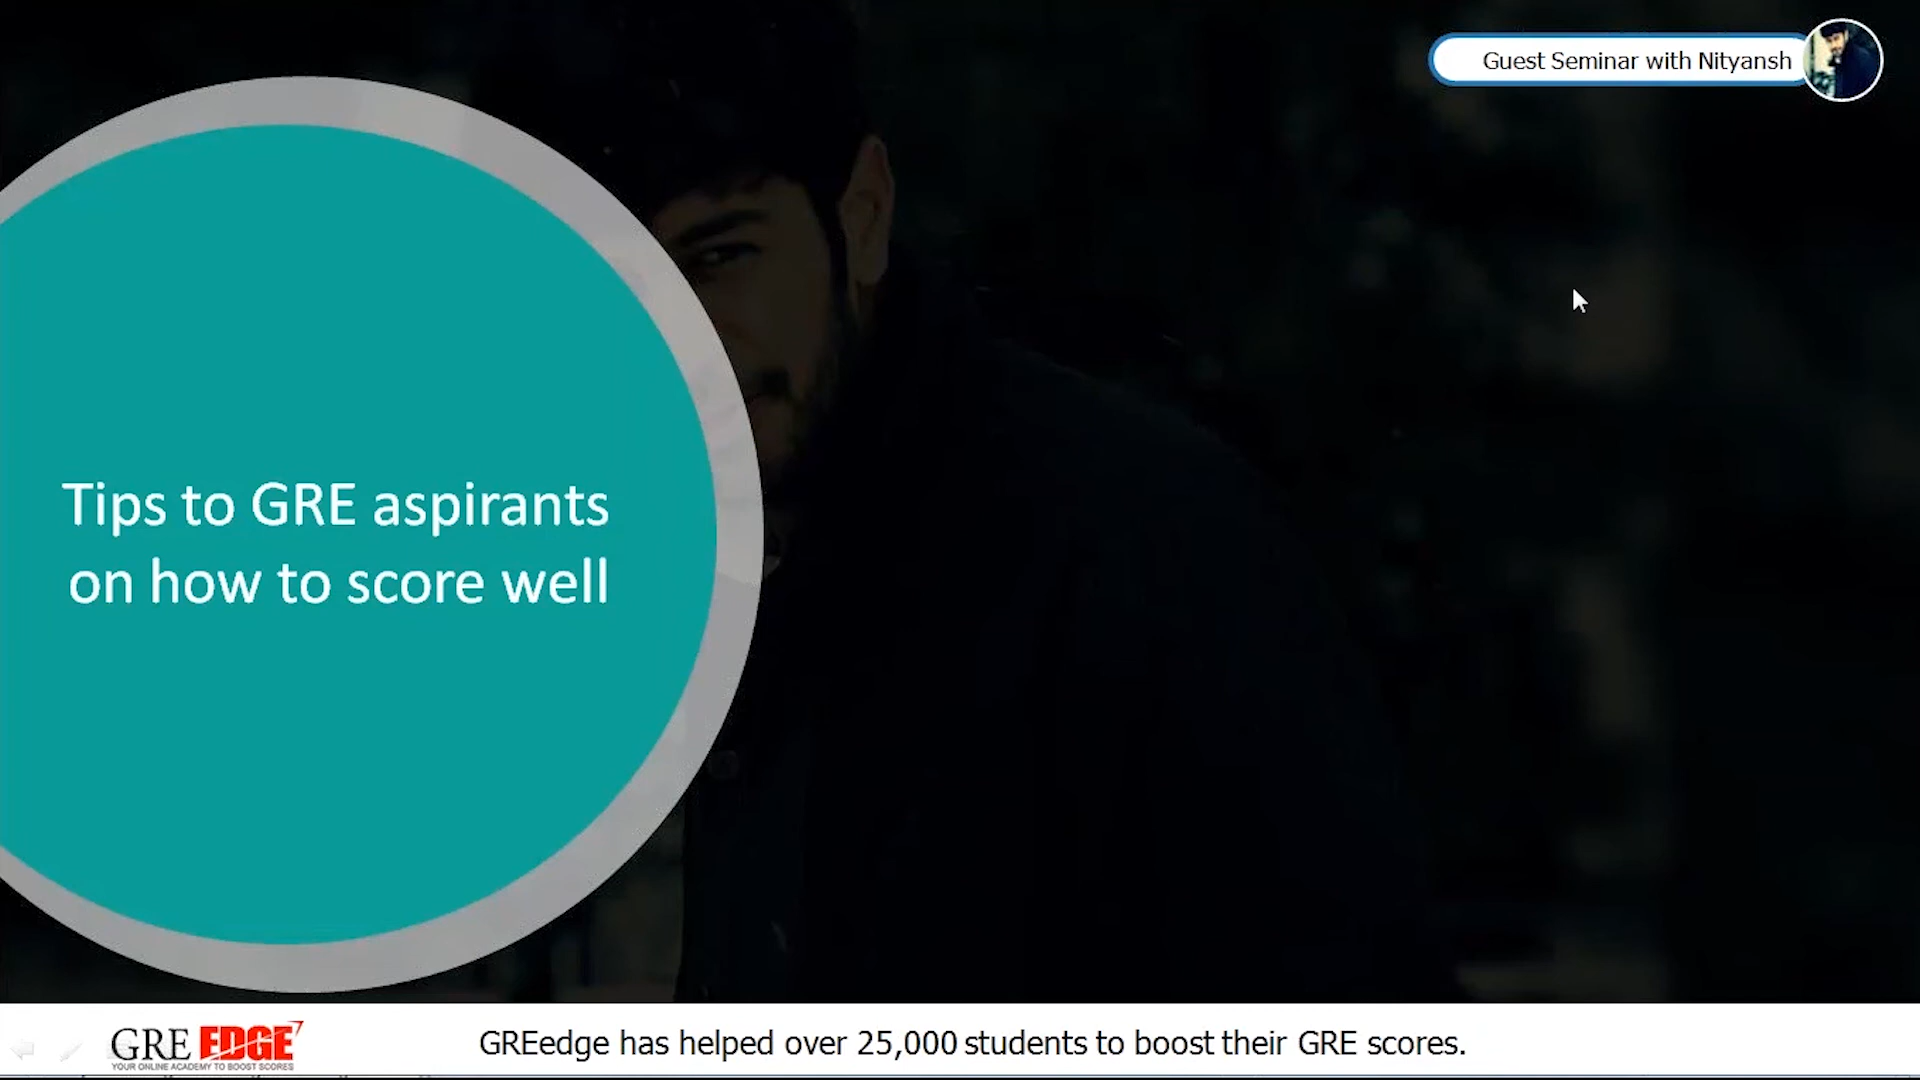 Guest Seminar with Nityansh
Tips to GRE aspirants
on how to score well
GRE EDGE
YOUR ONLINE ACADEMY TO BOOST SCORES
GREedge has helped over 25,000 students to boost their GRE scores.